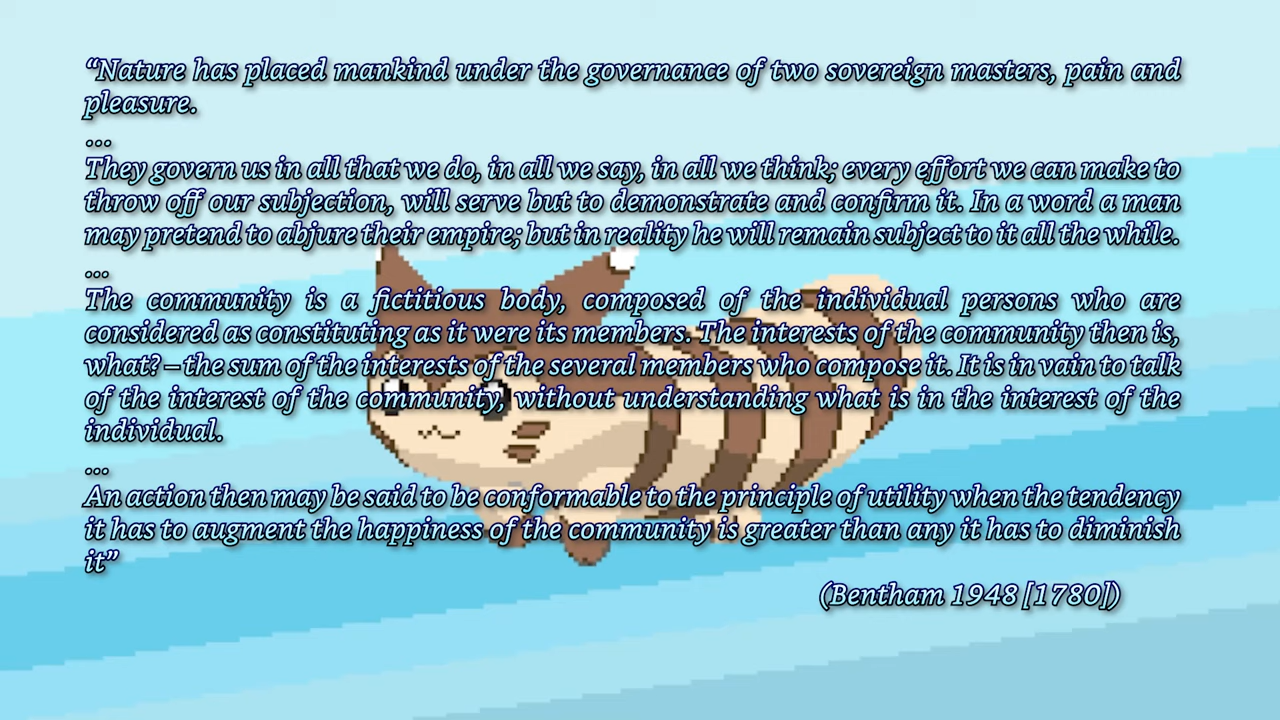 “Nature has placed mankind under the governance of two sovereign masters, pain and
pleasure.
...
They govern us in all that we do, in all we say, in all we think; every effort we can make to
throw off our subjection, will serve but to demonstrate and confirm it. In a word a man
may pretend to abjure their empire; but in reality he will remain subject to it all the while.
...
The community is a fictitious body, composed of the individual persons who are
considered as constituting as it were its members. The interests of the community then is,
what? – the sum of the interests of the several members who compose it. It is in vain to talk
of the interest of the community, without understanding what is in the interest of the
individual.
...
An action then may be said to be conformable to the principle of utility when the tendency
it has to augment the happiness of the community is greater than any it has to diminish
it”
(Bentham 1948 [1780])